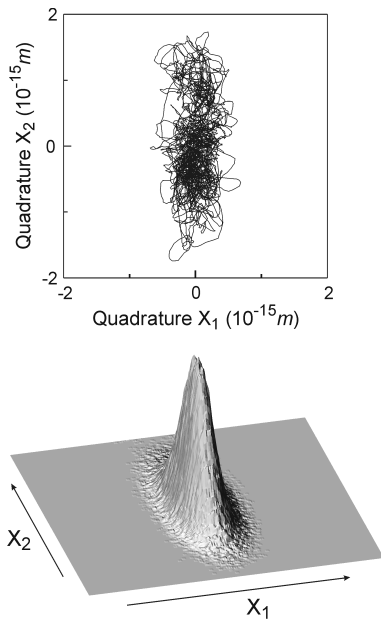 2
0
-2
Quadrature X₂ (10⁻¹⁵m)
-2
0
2
Quadrature X₁ (10⁻¹⁵m)
X₂
X₁